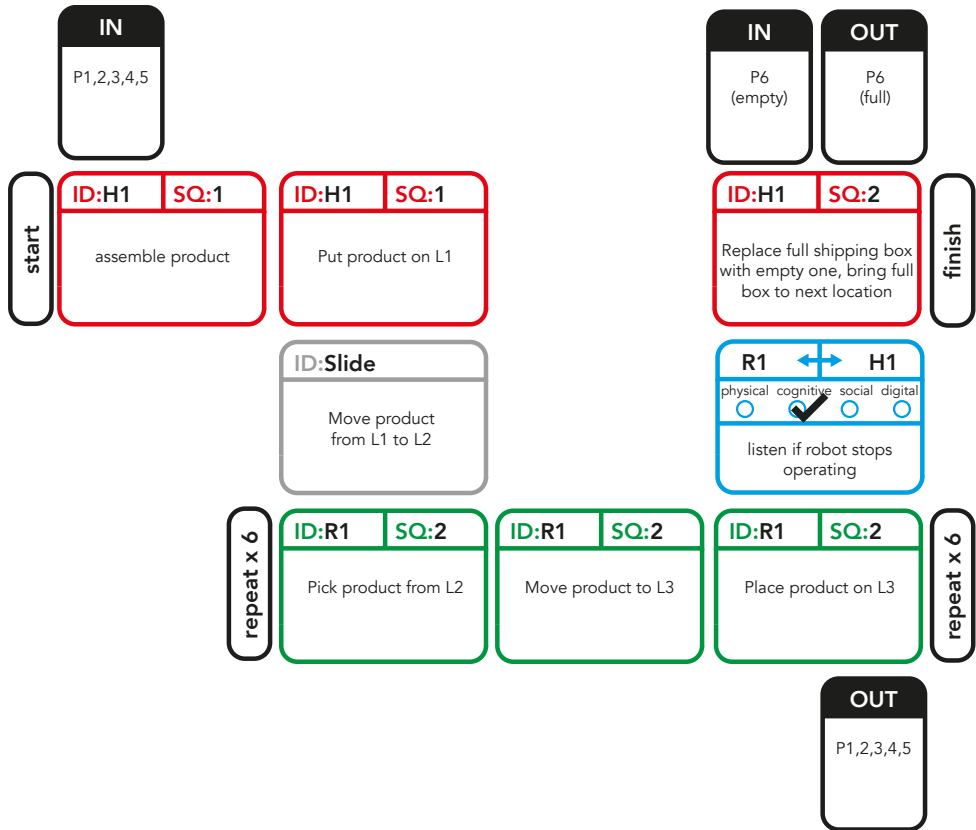 IN
P1,2,3,4,5
IN
P6
(empty)
OUT
P6
(full)
start
ID:H1
SQ:1
assemble product
ID:H1
SQ:1
Put product on L1
ID:H1
SQ:2
Replace full shipping box
with empty one, bring full
box to next location
finish
ID:Slide
Move product
from L1 to L2
R1
H1
physical
cognitive
social
digital
listen if robot stops
operating
repeat x 6
ID:R1
SQ:2
Pick product from L2
ID:R1
SQ:2
Move product to L3
ID:R1
SQ:2
Place product on L3
repeat x 6
OUT
P1,2,3,4,5